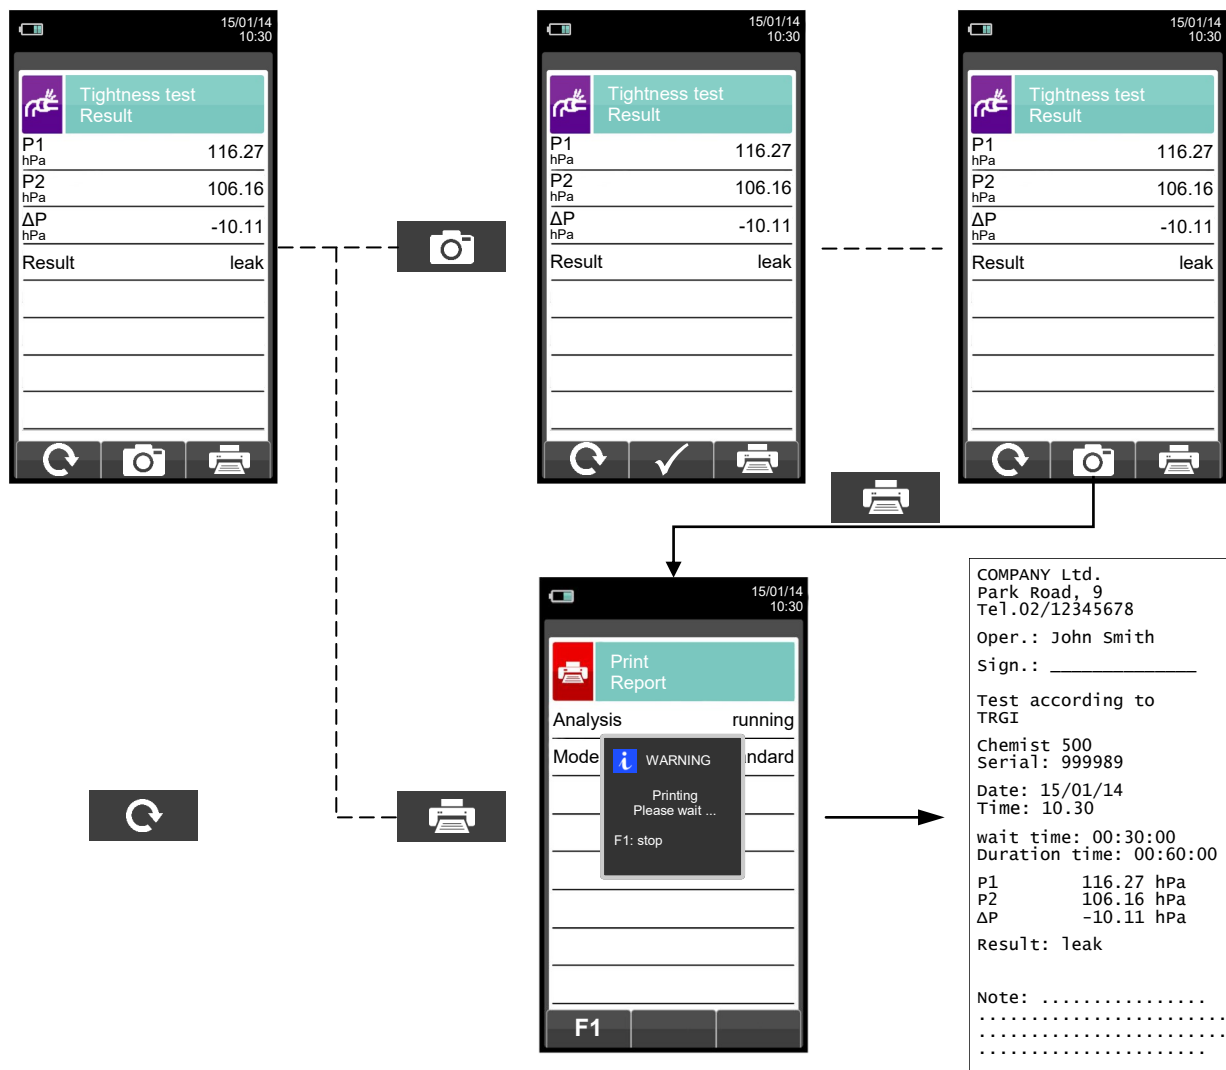 15/01/14
10:30
Tightness test
Result
P1
hPa
116.27
P2
hPa
106.16
ΔP
hPa
-10.11
Result leak
15/01/14
10:30
Tightness test
Result
P1
hPa
116.27
P2
hPa
106.16
ΔP
hPa
-10.11
Result leak
15/01/14
10:30
Tightness test
Result
P1
hPa
116.27
P2
hPa
106.16
ΔP
hPa
-10.11
Result leak
15/01/14
10:30
Print
Report
Analysis running
Mode ndard
i WARNING
Printing
Please wait ...
F1: stop
F1
COMPANY Ltd.
Park Road, 9
Tel.02/12345678
Oper.: John Smith
Sign.: ______________
Test according to
TRGI
Chemist 500
Serial: 999989
Date: 15/01/14
Time: 10.30
wait time: 00:30:00
Duration time: 00:60:00
P1 116.27 hPa
P2 106.16 hPa
ΔP -10.11 hPa
Result: leak
Note: ................
........................
........................
......................